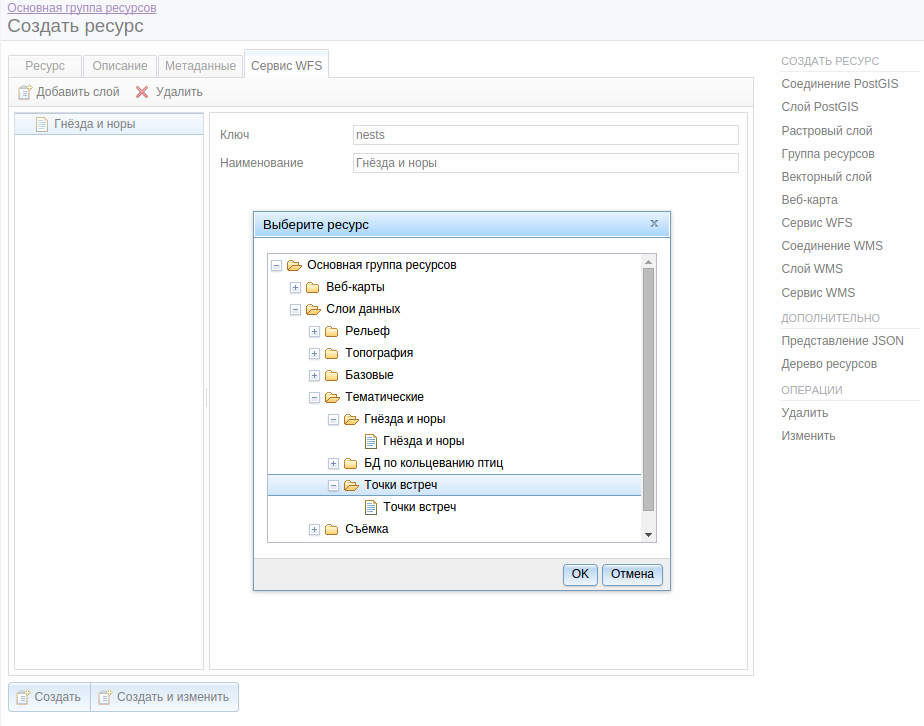 Основная группа ресурсов
Создать ресурс
Ресурс
Описание
Метаданные
Сервис WFS
Добавить слой
Удалить
Гнёзда и норы
Ключ
nests
Наименование
Гнёзда и норы
Выберите ресурс
x
Основная группа ресурсов
Веб-карты
Слои данных
Рельеф
Топография
Базовые
Тематические
Гнёзда и норы
Гнёзда и норы
БД по кольцеванию птиц
Точки встреч
Точки встреч
Съёмка
OK
Отмена
Создать
Создать и изменить
СОЗДАТЬ РЕСУРС
Соединение PostGIS
Слой PostGIS
Растровый слой
Группа ресурсов
Векторный слой
Веб-карта
Сервис WFS
Соединение WMS
Слой WMS
Сервис WMS
ДОПОЛНИТЕЛЬНО
Представление JSON
Дерево ресурсов
ОПЕРАЦИИ
Удалить
Изменить